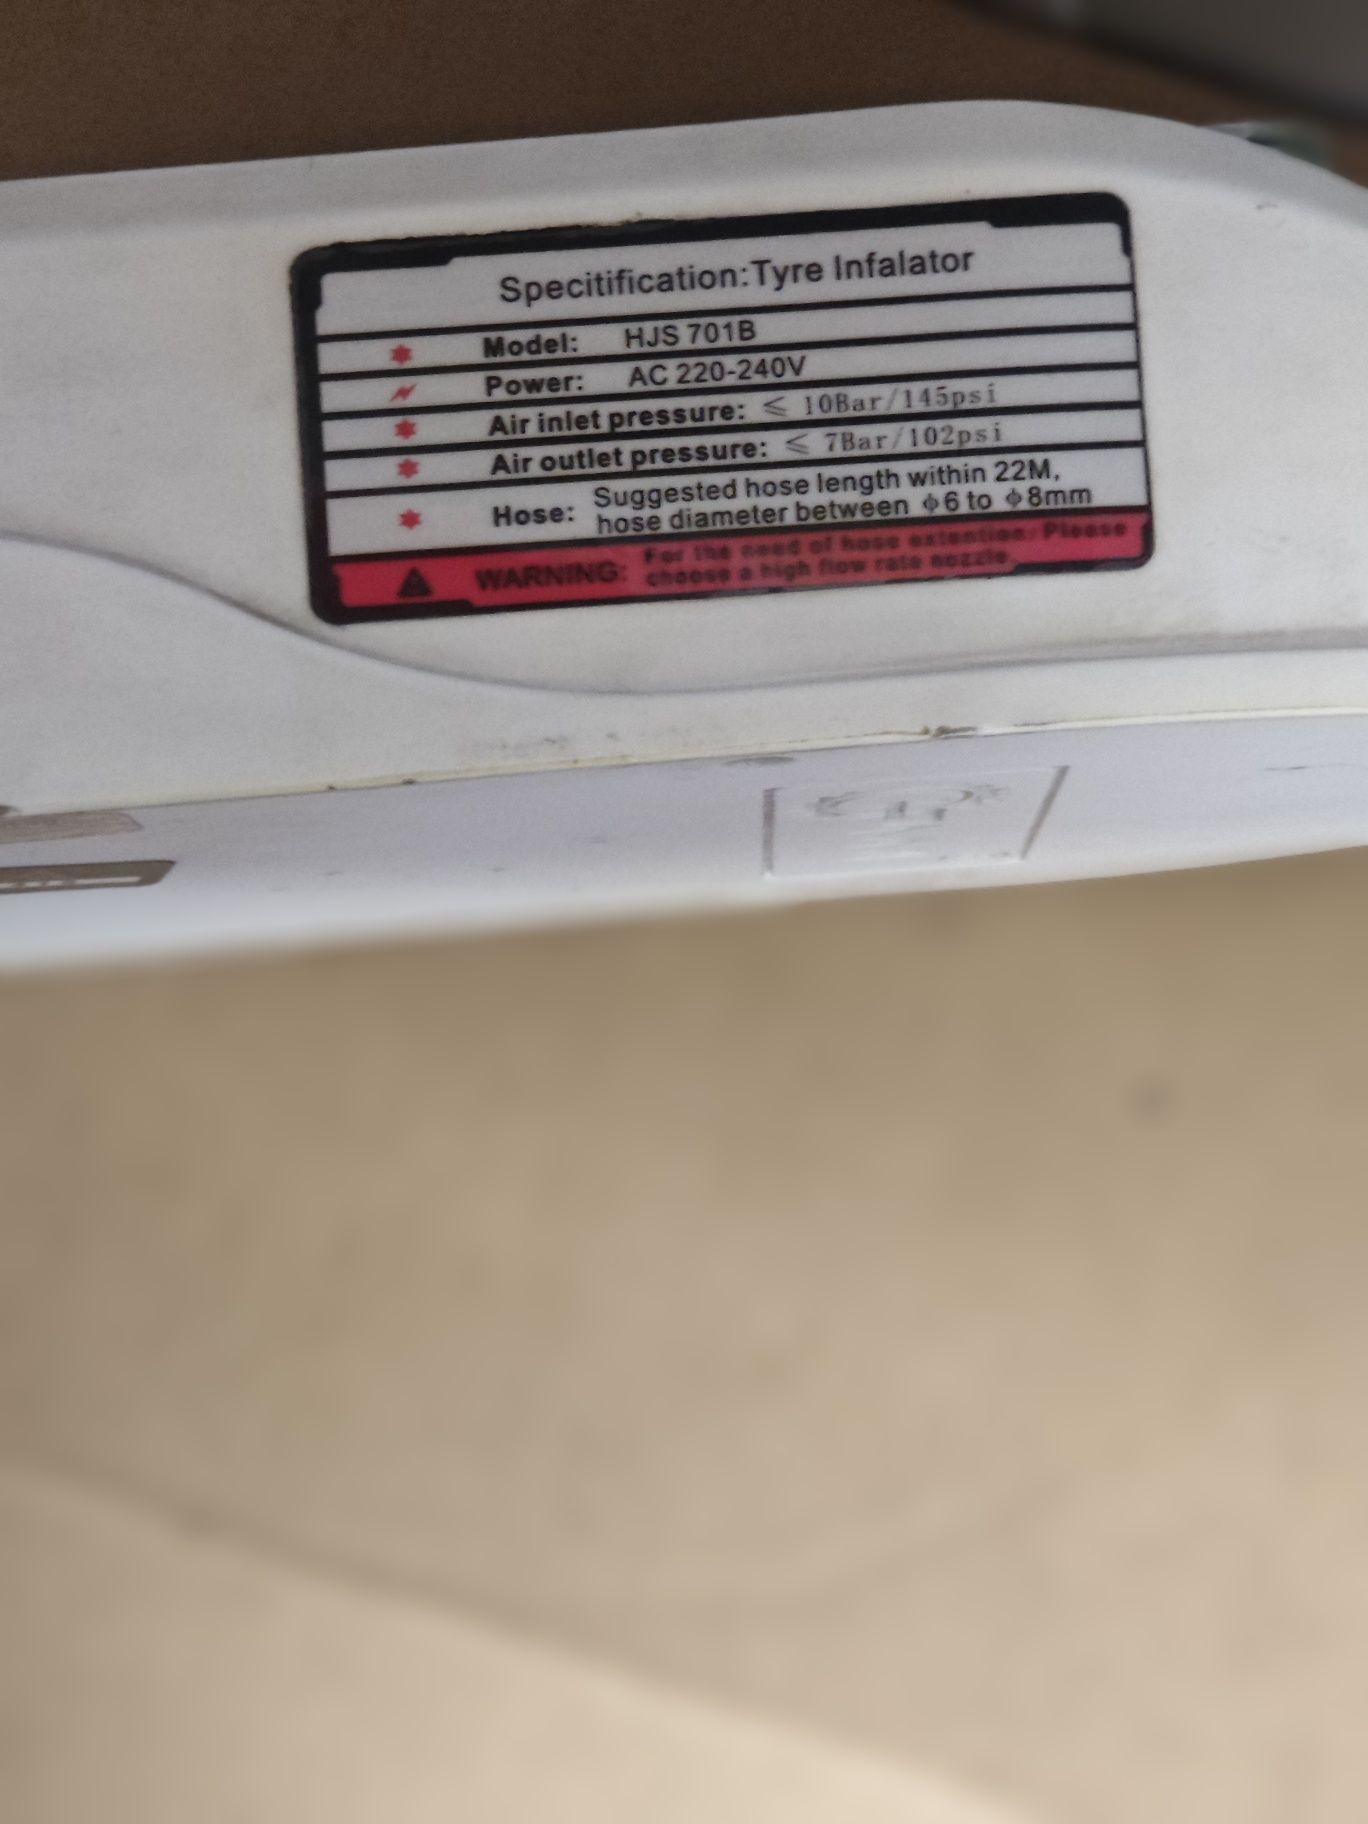 Specitification:Tyre Infalator
Model: HJS 701B
Power: AC 220-240V
Air inlet pressure: ≤ 10Bar/145psi
Air outlet pressure: ≤ 7Bar/102psi
Hose: Suggested hose length within 22M,
hose diameter between ϕ6 to ϕ8mm
WARNING: For the need of hose extention, Please
choose a high flow rate nozzle.